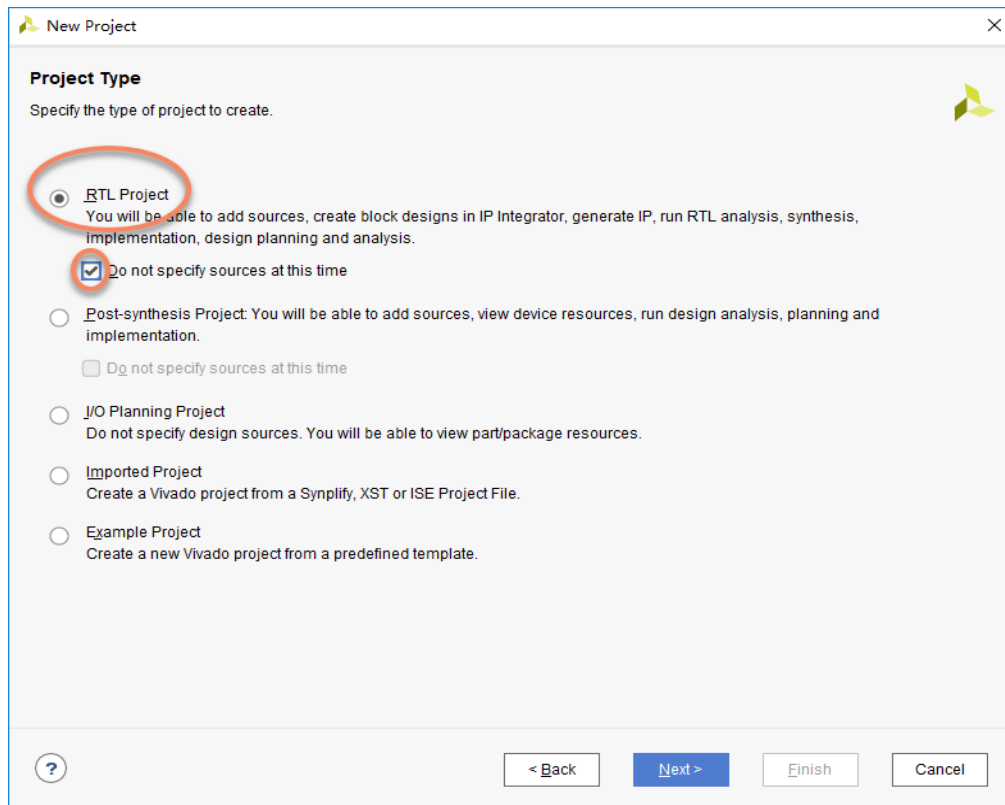 New Project
Project Type
Specify the type of project to create.
RTL Project
You will be able to add sources, create block designs in IP Integrator, generate IP, run RTL analysis, synthesis,
implementation, design planning and analysis.
Do not specify sources at this time
Post-synthesis Project: You will be able to add sources, view device resources, run design analysis, planning and
implementation.
Do not specify sources at this time
I/O Planning Project
Do not specify design sources. You will be able to view part/package resources.
Imported Project
Create a Vivado project from a Synplify, XST or ISE Project File.
Example Project
Create a new Vivado project from a predefined template.
? < Back Next > Finish Cancel